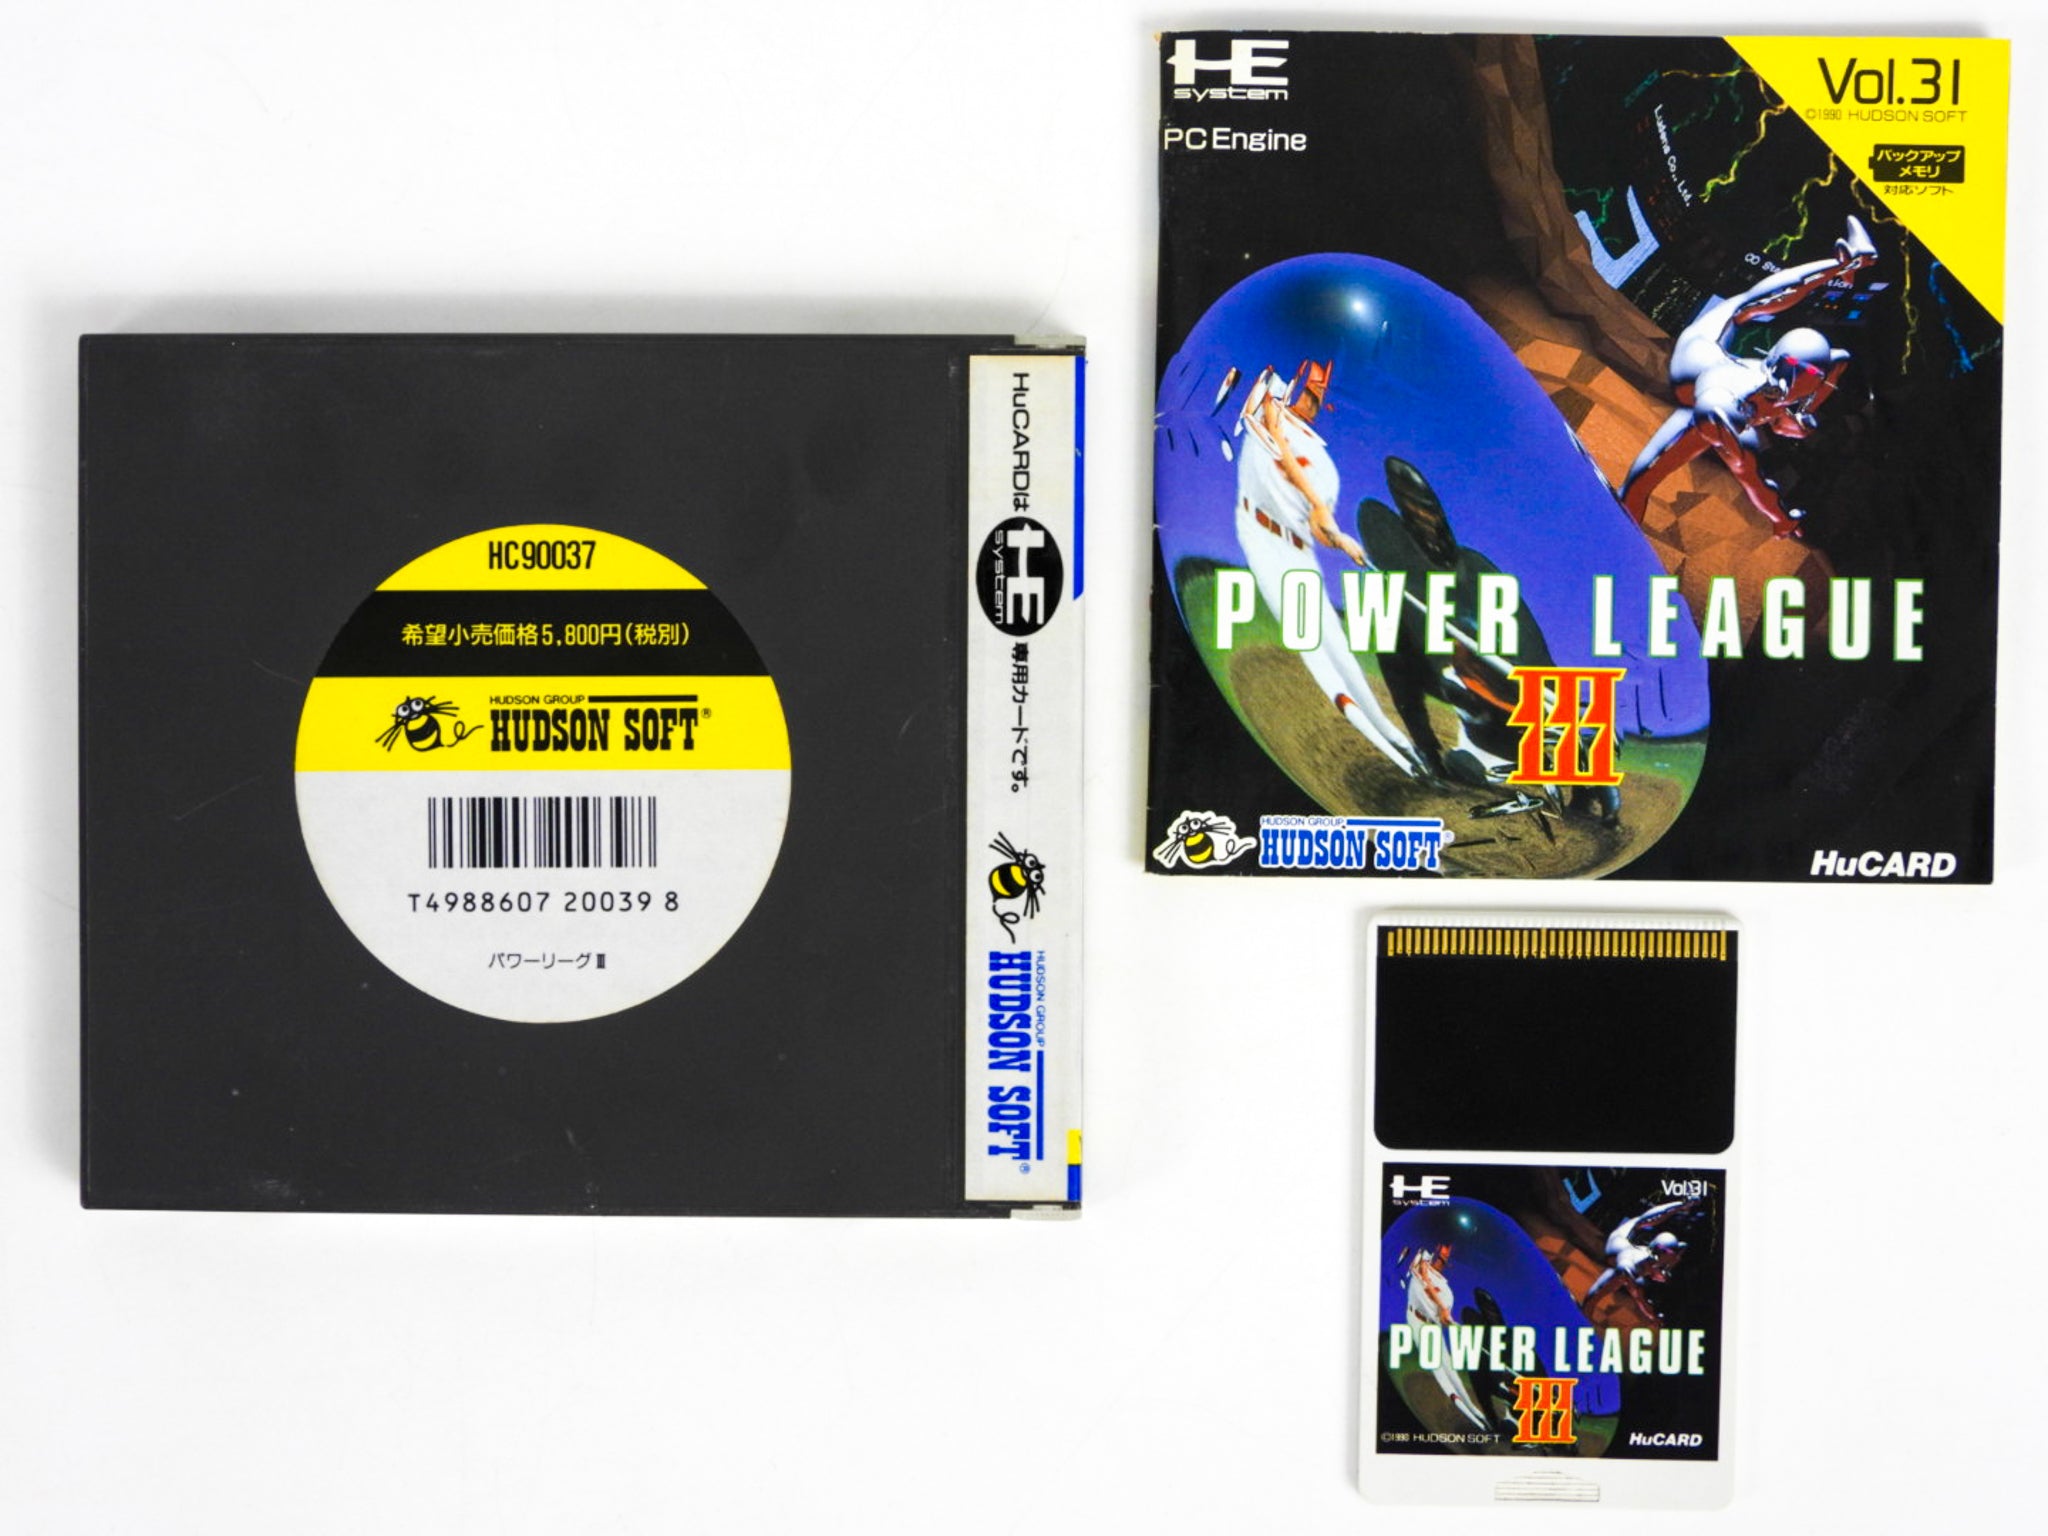 HC90037
希望小売価格5,800円(税別)
HUDSON GROUP
HUDSON SOFT®
T4988607 20039 8
パワーリーグⅢ
HuCARDは HE system 専用カードです。
HUDSON GROUP
HUDSON SOFT®
HE
system
PC Engine
Vol.31
©1990 HUDSON SOFT
バックアップ
メモリ
対応ソフト
Ludena Co., Ltd.
POWER LEAGUE
III
HUDSON GROUP
HUDSON SOFT®
HuCARD
HE
system
Vol.31
POWER LEAGUE
III
©1990 HUDSON SOFT
HuCARD